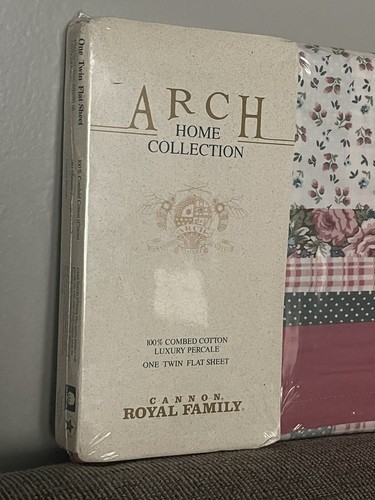 ARCH
HOME
COLLECTION
ARCH
100% COMBED COTTON
LUXURY PERCALE
ONE TWIN FLAT SHEET
CANNON
ROYAL FAMILY
One Twin Flat Sheet